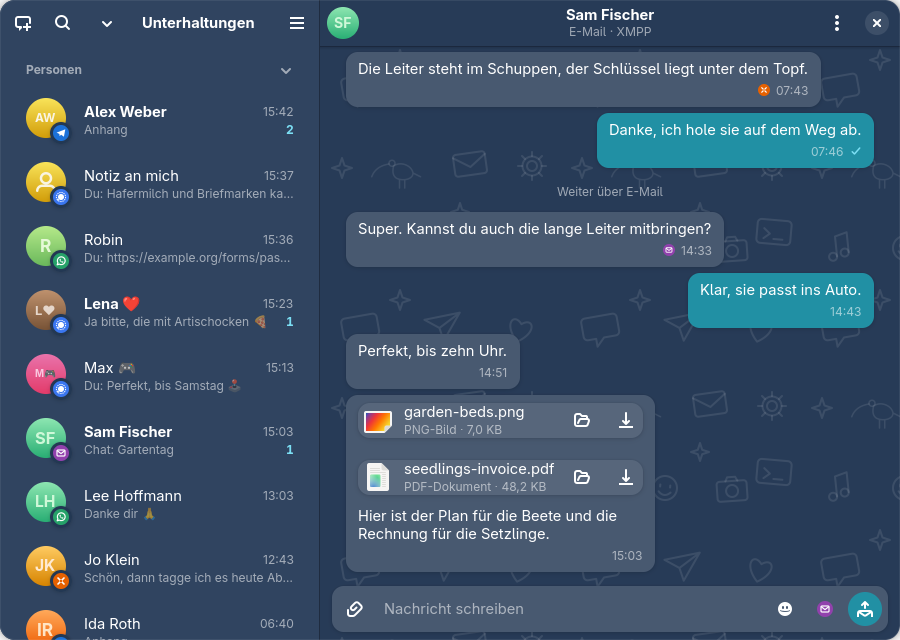 Unterhaltungen
Personen
AW
Alex Weber
15:42
Anhang
2
Notiz an mich
15:37
Du: Hafermilch und Briefmarken ka…
R
Robin
15:36
Du: https://example.org/forms/pas…
L❤
Lena ❤️
15:23
Ja bitte, die mit Artischocken 🍕
1
M🎮
Max 🎮
15:13
Du: Perfekt, bis Samstag 🕹️
SF
Sam Fischer
15:03
Chat: Gartentag
1
LH
Lee Hoffmann
13:03
Danke dir 🙏
JK
Jo Klein
12:43
Schön, dann tagge ich es heute Ab…
IR
Ida Roth
06:40
SF
Sam Fischer
E-Mail · XMPP
Die Leiter steht im Schuppen, der Schlüssel liegt unter dem Topf.
07:43
Danke, ich hole sie auf dem Weg ab.
07:46
Weiter über E-Mail
Super. Kannst du auch die lange Leiter mitbringen?
14:33
Klar, sie passt ins Auto.
14:43
Perfekt, bis zehn Uhr.
14:51
garden-beds.png
PNG-Bild · 7,0 KB
seedlings-invoice.pdf
PDF-Dokument · 48,2 KB
Hier ist der Plan für die Beete und die
Rechnung für die Setzlinge.
15:03
Nachricht schreiben